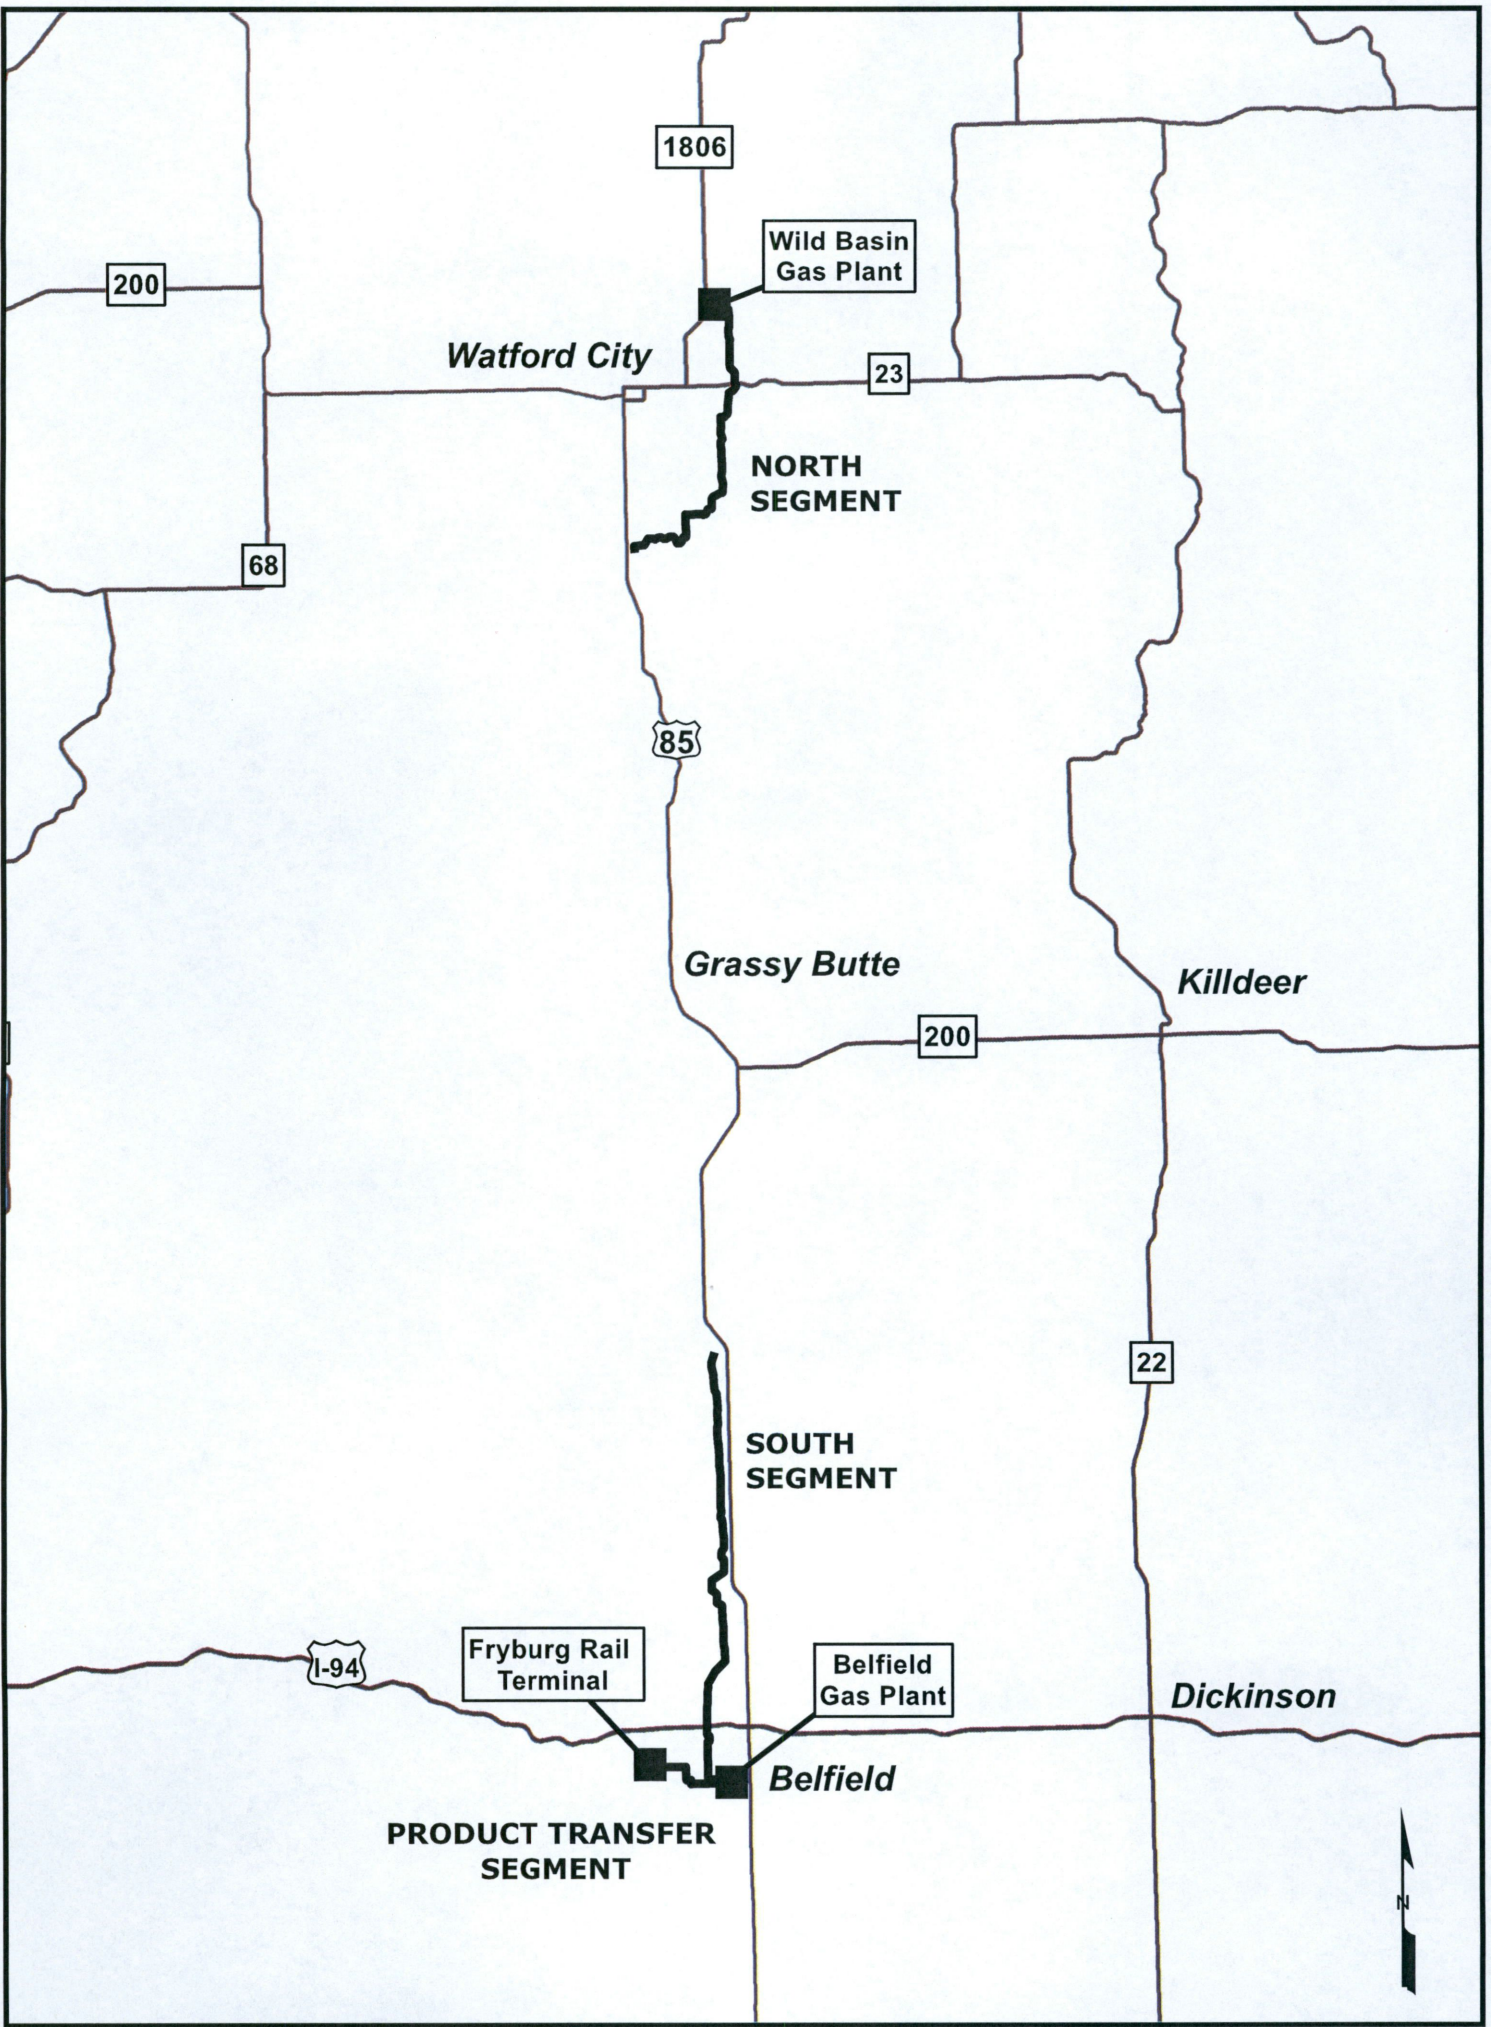 1806
Wild Basin
Gas Plant
200
Watford City
23
NORTH
SEGMENT
68
85
Grassy Butte
Killdeer
200
22
SOUTH
SEGMENT
Fryburg Rail
Terminal
I-94
Belfield
Gas Plant
Dickinson
Belfield
PRODUCT TRANSFER
SEGMENT
N